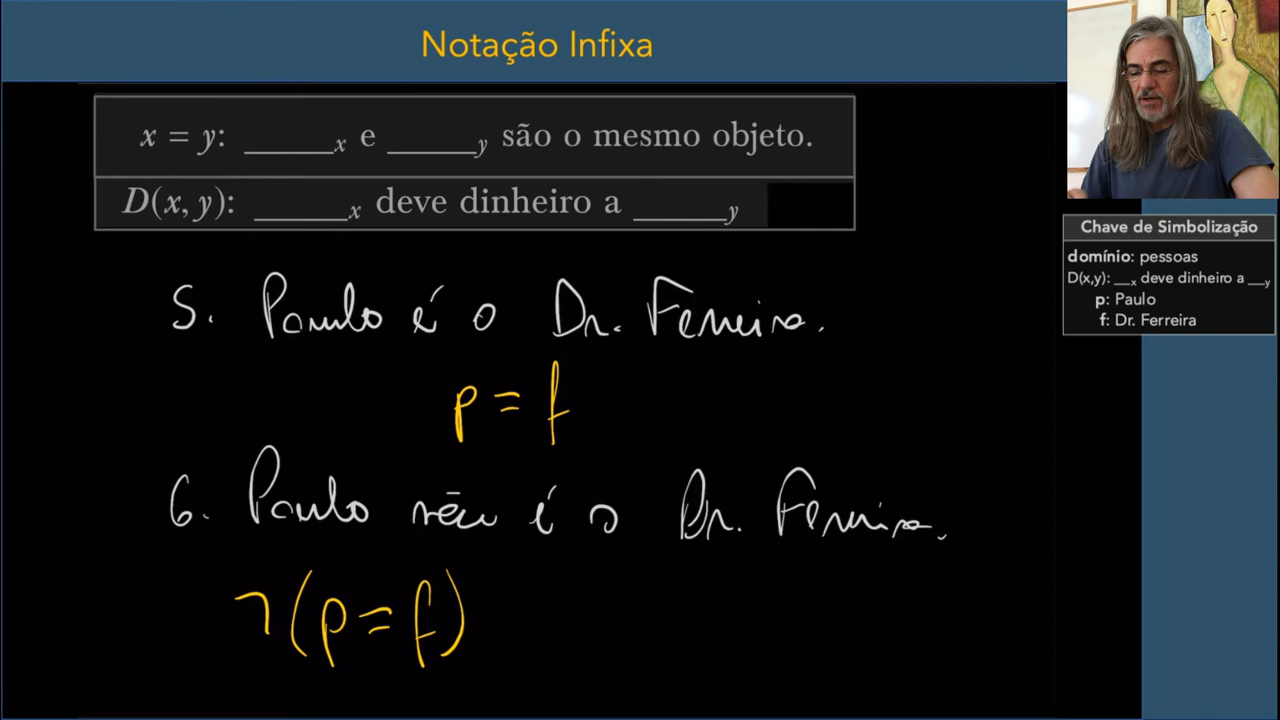 Notação Infixa
x = y: _____x e _____y são o mesmo objeto.
D(x, y): _____x deve dinheiro a _____y
5. Paulo é o Dr. Ferreira.
p = f
6. Paulo não é o Dr. Ferreira.
¬(p = f)
Chave de Simbolização
domínio: pessoas
D(x,y): __x deve dinheiro a __y
p: Paulo
f: Dr. Ferreira